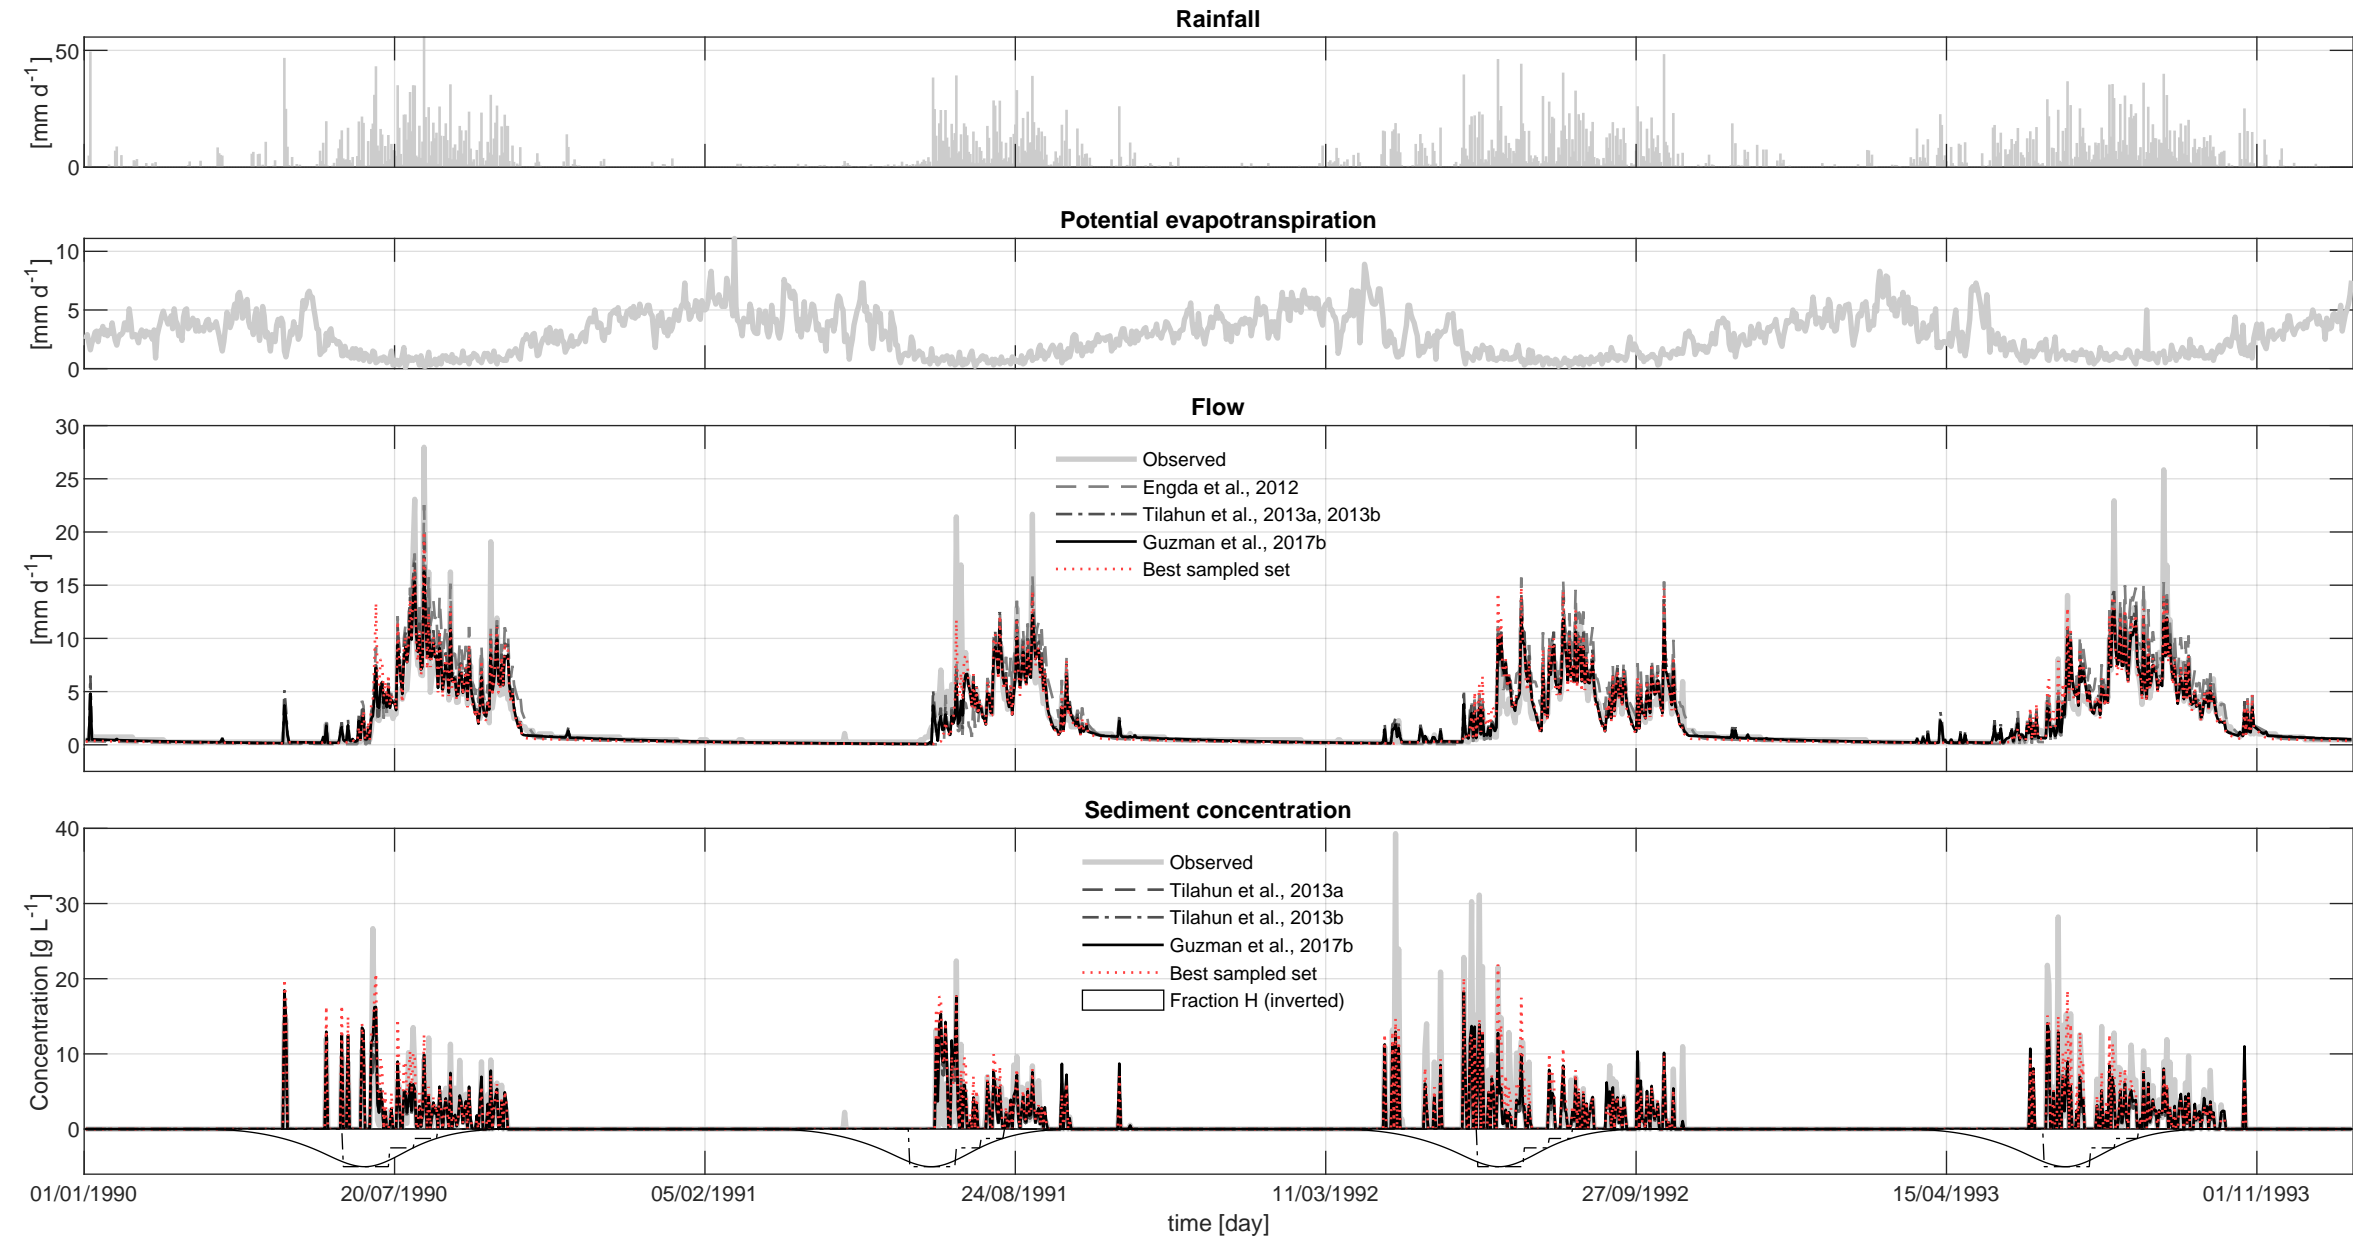 Rainfall
50
0
[mm d-1]
Potential evapotranspiration
10
5
0
[mm d-1]
Flow
30
25
20
15
10
5
0
[mm d-1]
Observed
Engda et al., 2012
Tilahun et al., 2013a, 2013b
Guzman et al., 2017b
Best sampled set
Sediment concentration
40
30
20
10
0
Concentration [g L-1]
Observed
Tilahun et al., 2013a
Tilahun et al., 2013b
Guzman et al., 2017b
Best sampled set
Fraction H (inverted)
01/01/1990 20/07/1990 05/02/1991 24/08/1991 11/03/1992 27/09/1992 15/04/1993 01/11/1993
time [day]